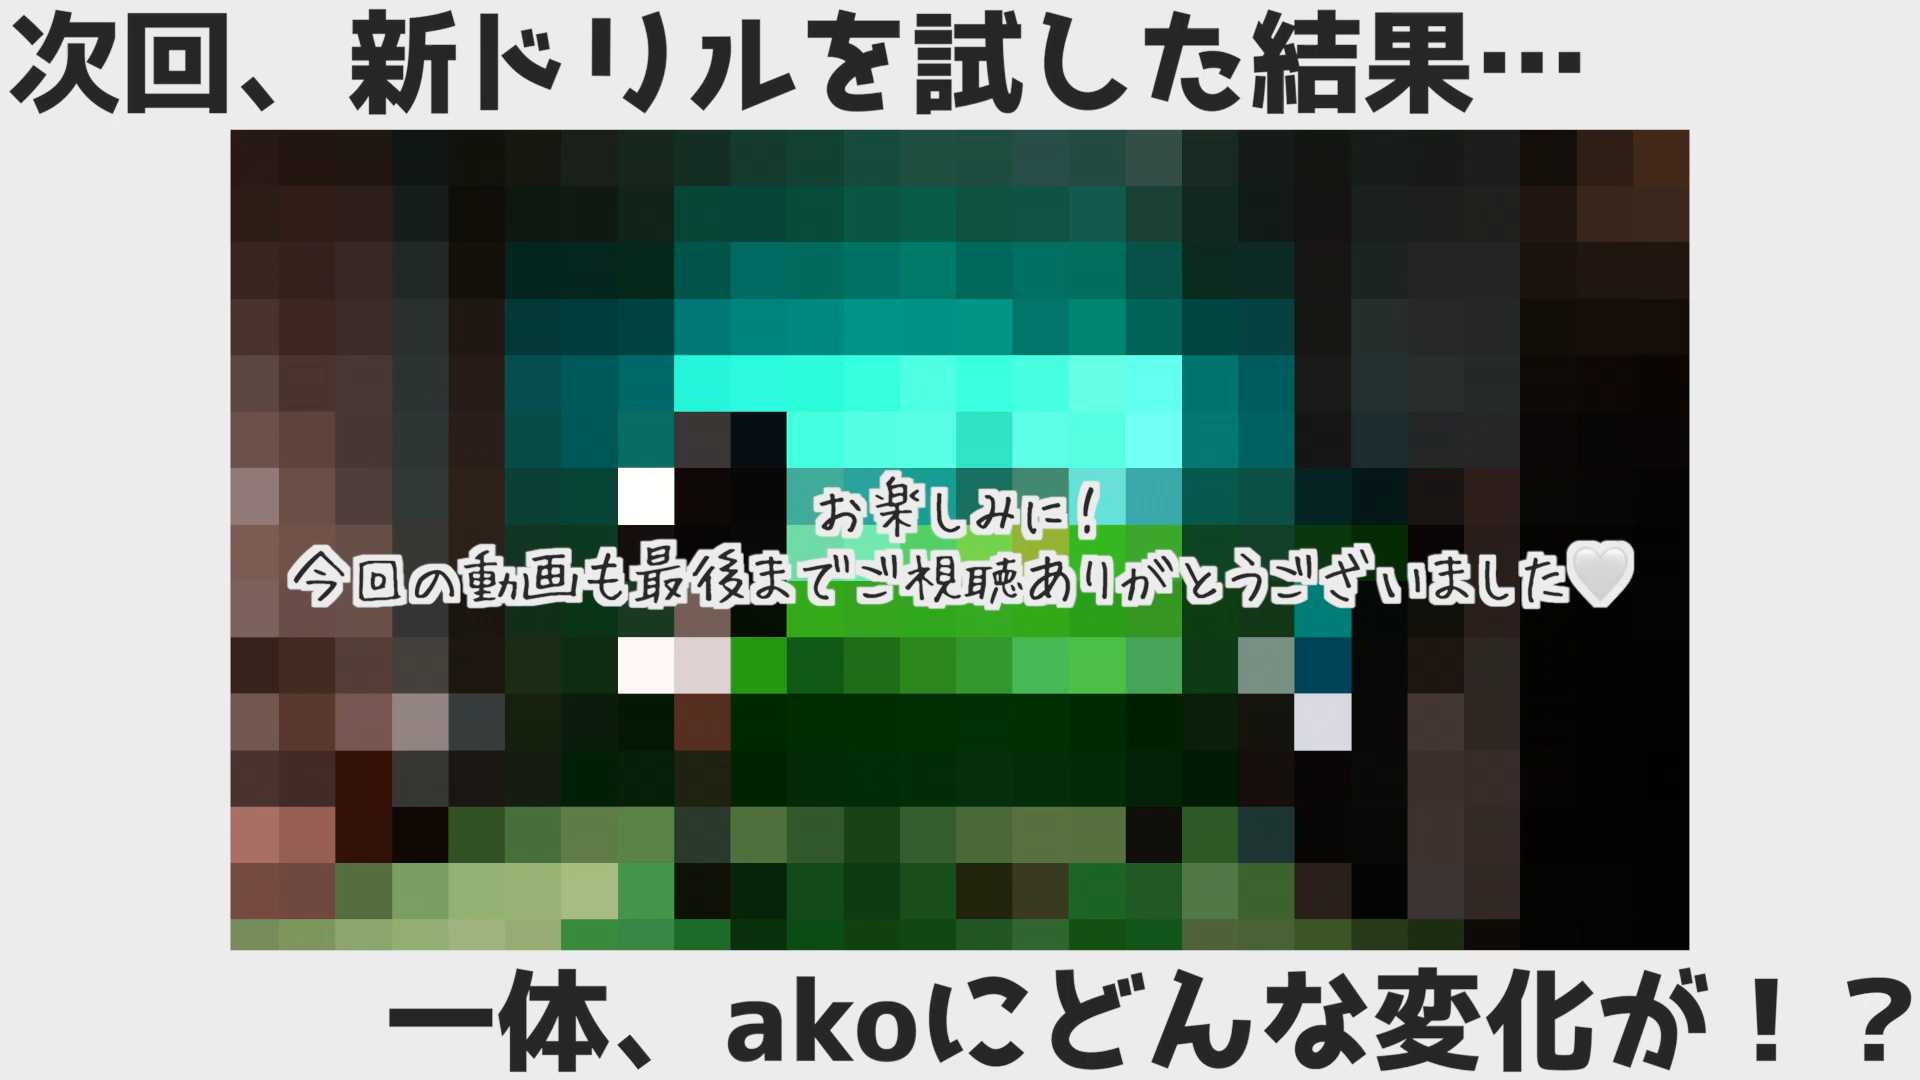 次回、新ドリルを試した結果…
お楽しみに！
今回の動画も最後までご視聴ありがとうございました🤍
一体、akoにどんな変化が！？